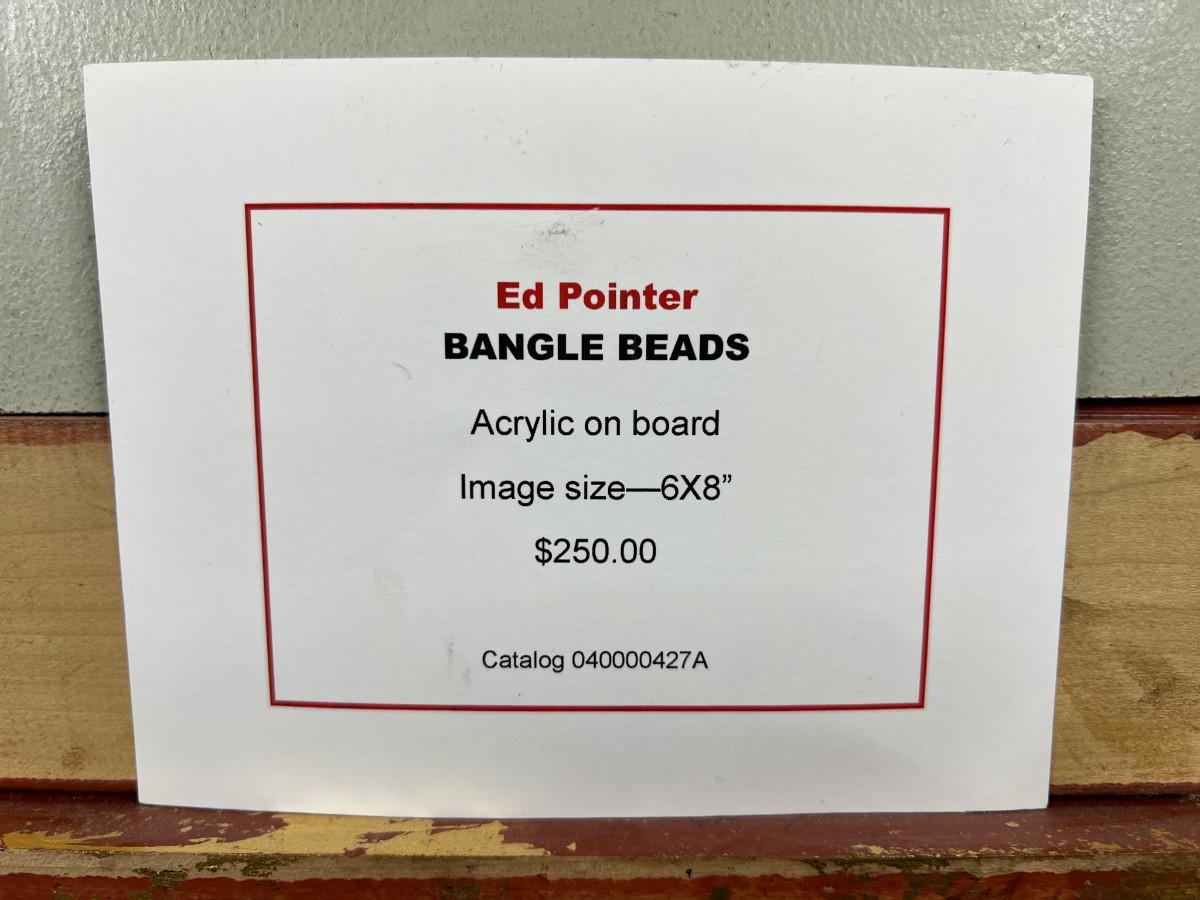 Ed Pointer
BANGLE BEADS
Acrylic on board
Image size—6X8”
$250.00
Catalog 040000427A